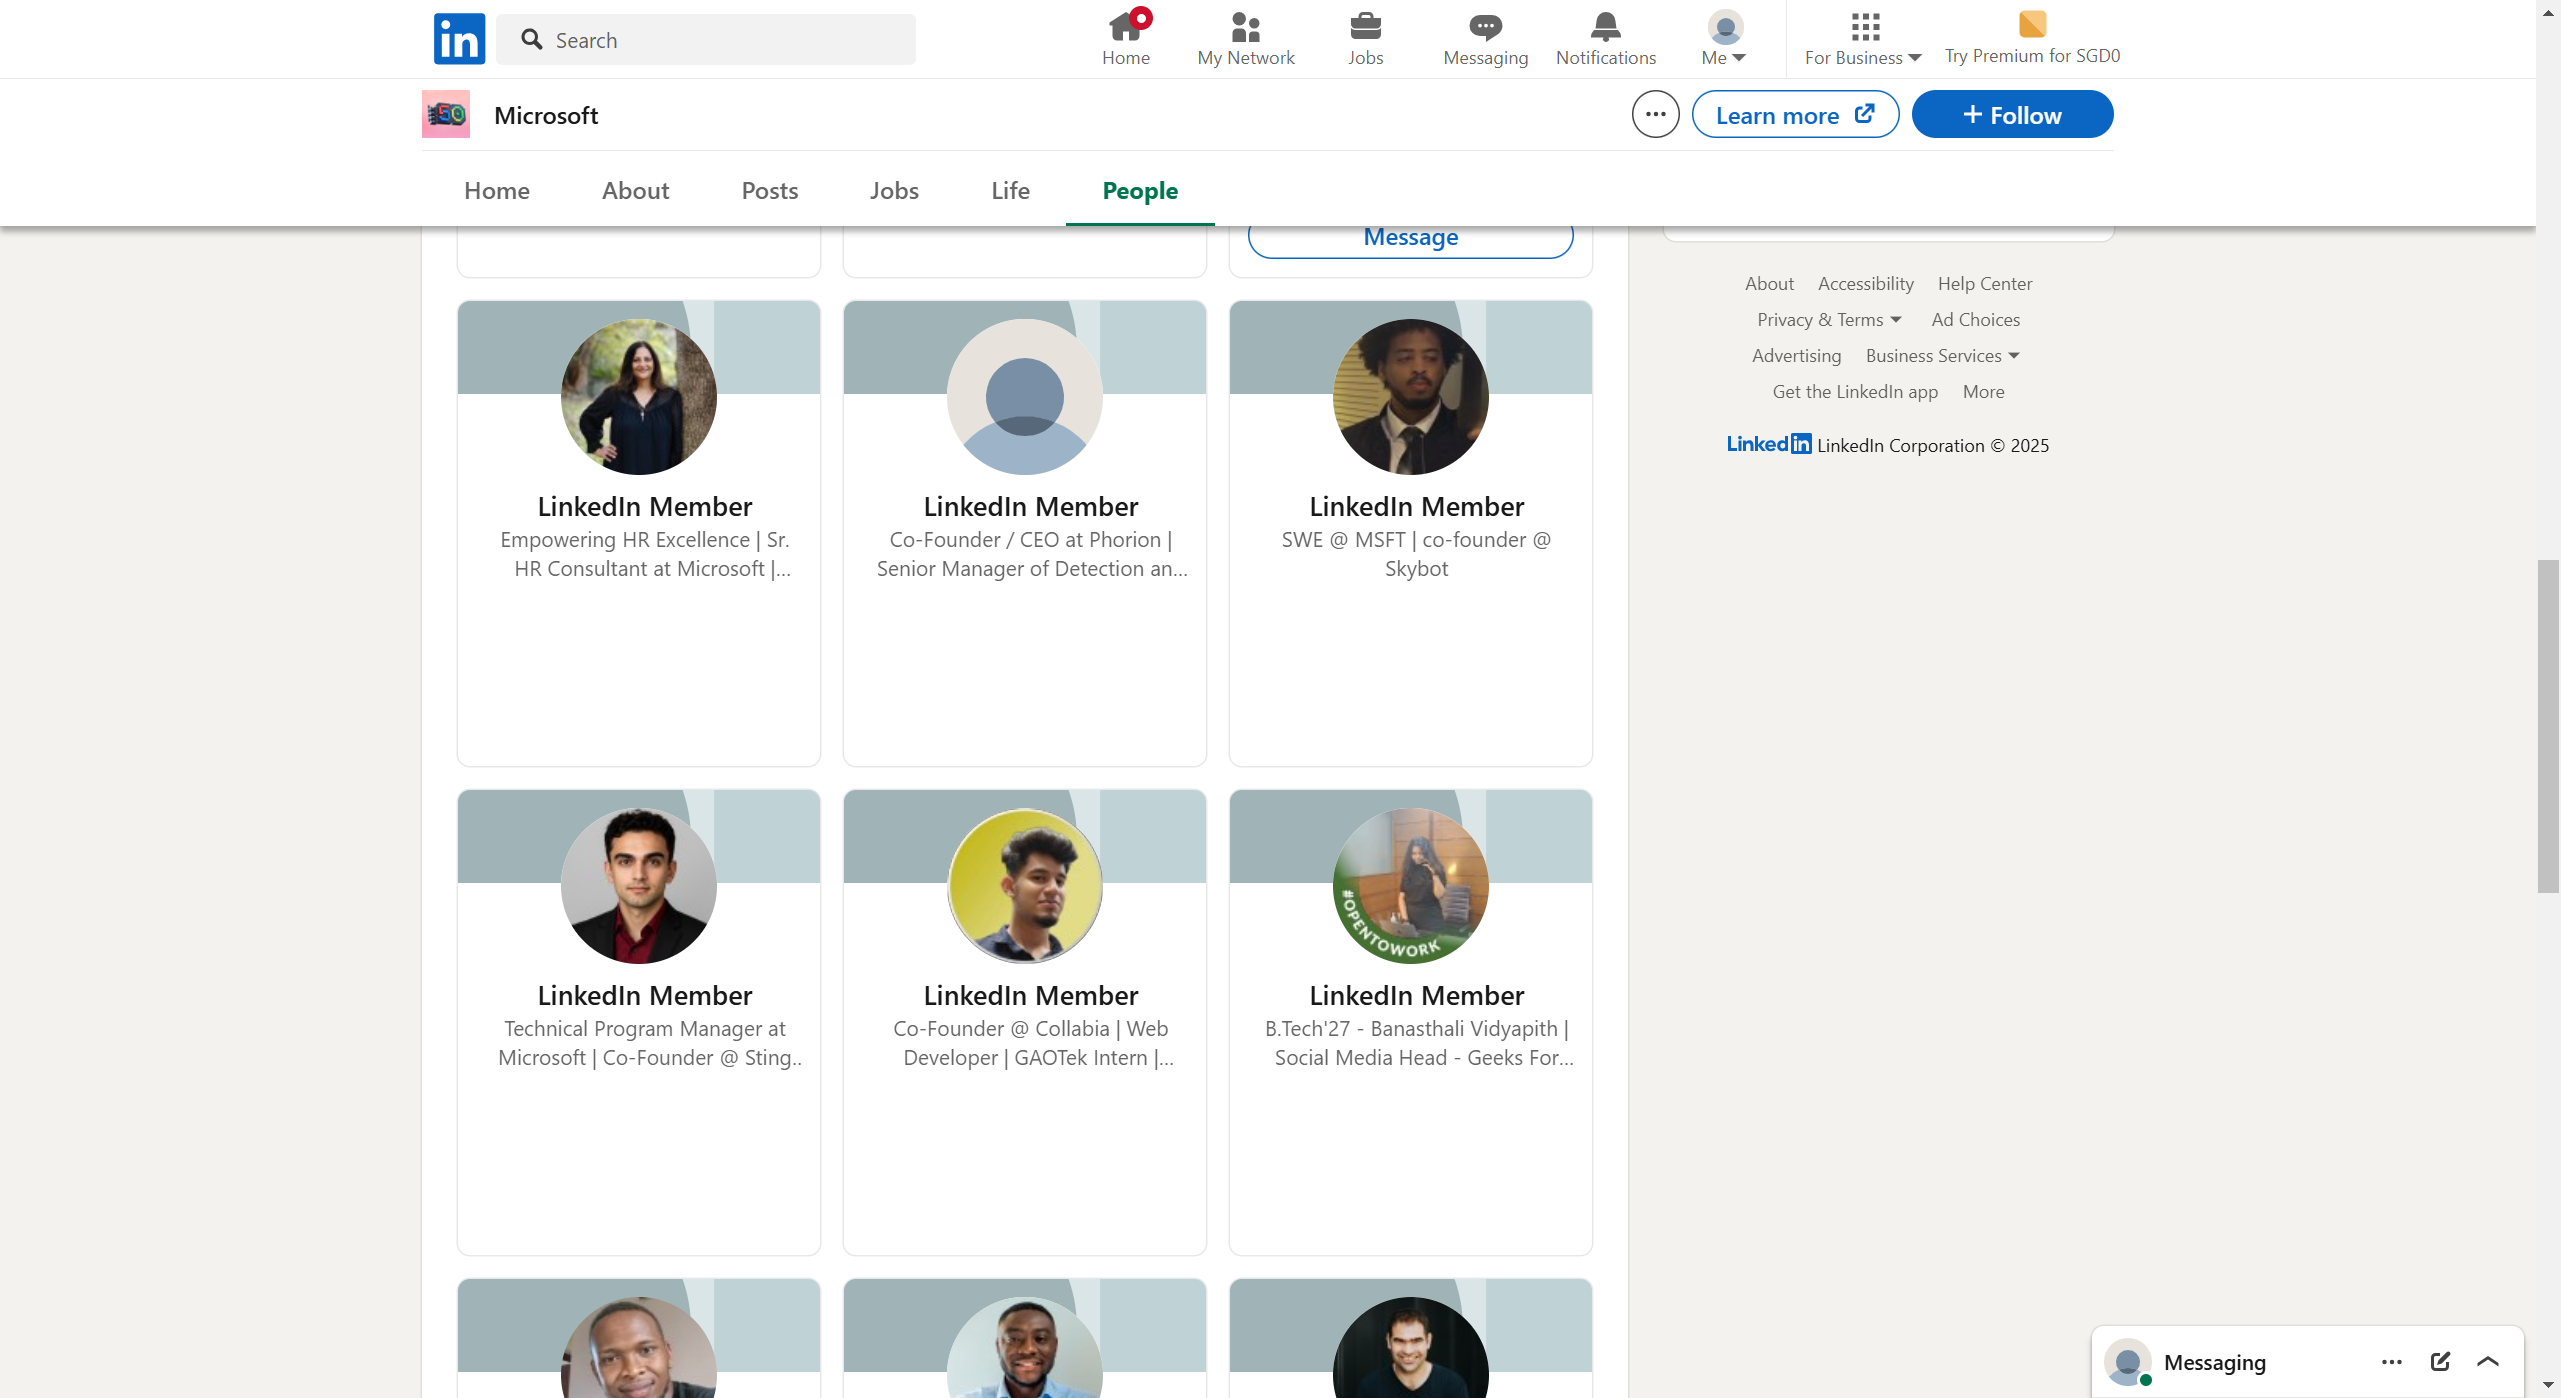 in
Search
Home
My Network
Jobs
Messaging
Notifications
Me
For Business
Try Premium for SGD0
50
Microsoft
Learn more
+ Follow
Home
About
Posts
Jobs
Life
People
Message
LinkedIn Member
Empowering HR Excellence | Sr.
HR Consultant at Microsoft |...
LinkedIn Member
Co-Founder / CEO at Phorion |
Senior Manager of Detection an...
LinkedIn Member
SWE @ MSFT | co-founder @
Skybot
LinkedIn Member
Technical Program Manager at
Microsoft | Co-Founder @ Sting..
LinkedIn Member
Co-Founder @ Collabia | Web
Developer | GAOTek Intern |...
#OPENTOWORK
LinkedIn Member
B.Tech'27 - Banasthali Vidyapith |
Social Media Head - Geeks For...
About
Accessibility
Help Center
Privacy & Terms
Ad Choices
Advertising
Business Services
Get the LinkedIn app
More
LinkedIn LinkedIn Corporation © 2025
Messaging